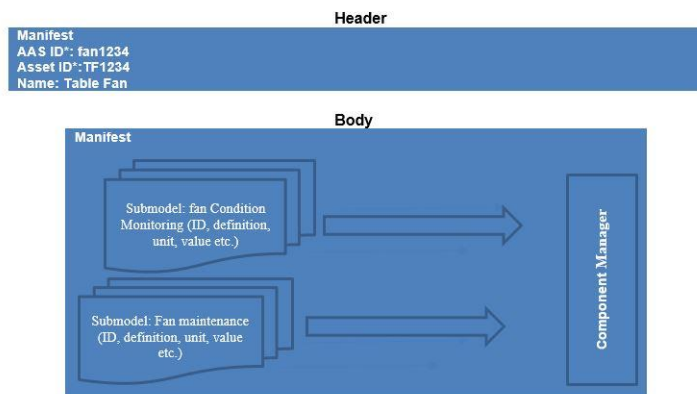 Header
Manifest
AAS ID*: fan1234
Asset ID*:TF1234
Name: Table Fan
Body
Manifest
Submodel: fan Condition
Monitoring (ID, definition,
unit, value etc.)
Submodel: Fan maintenance
(ID, definition, unit, value
etc.)
Component Manager